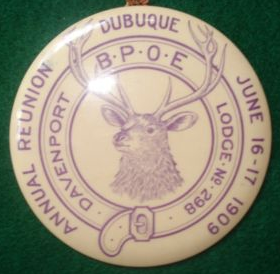 ANNUAL REUNION DUBUQUE JUNE 16-17 1909
B·P·O·E
DAVENPORT LODGE No 298